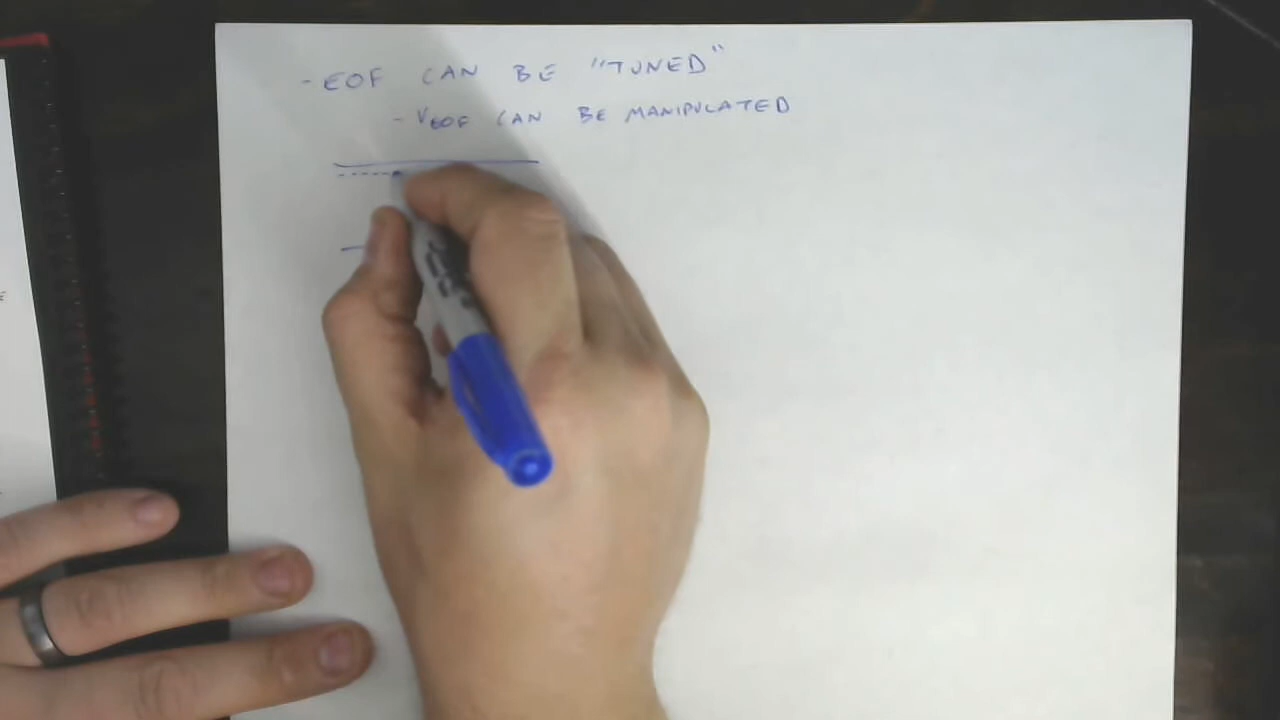 - EOF CAN BE "TUNED"
- VEOF CAN BE MANIPULATED